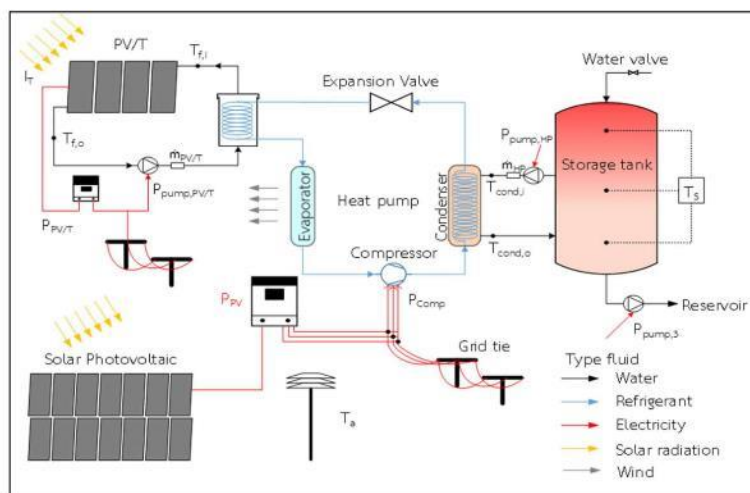 PV/T
T_f,i
I_T
T_f,o
ṁ_PV/T
P_pump,PV/T
P_PV/T
Expansion Valve
Water valve
P_pump,HP
ṁ_HP
Storage tank
T_cond,i
T_S
Evaporator
Heat pump
Condenser
T_cond,o
Compressor
P_Comp
P_PV
Reservoir
P_pump,3
Solar Photovoltaic
Grid tie
T_a
Type fluid
Water
Refrigerant
Electricity
Solar radiation
Wind